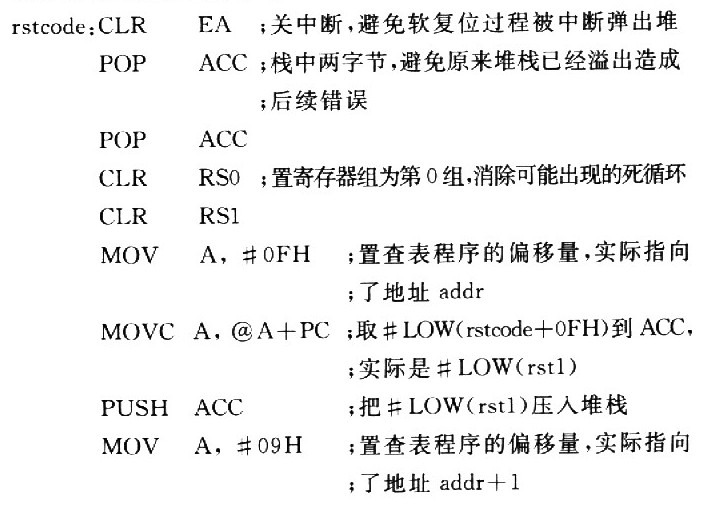 rstcode:CLR EA ;关中断,避免软复位过程被中断弹出堆
POP ACC ;栈中两字节,避免原来堆栈已经溢出造成
;后续错误
POP ACC
CLR RS0 ;置寄存器组为第0组,消除可能出现的死循环
CLR RS1
MOV A, #0FH ;置查表程序的偏移量,实际指向
;了地址 addr
MOVC A, @A+PC ;取#LOW(rstcode+0FH)到 ACC,
;实际是#LOW(rst1)
PUSH ACC ;把#LOW(rst1)压入堆栈
MOV A, #09H ;置查表程序的偏移量,实际指向
;了地址 addr+1